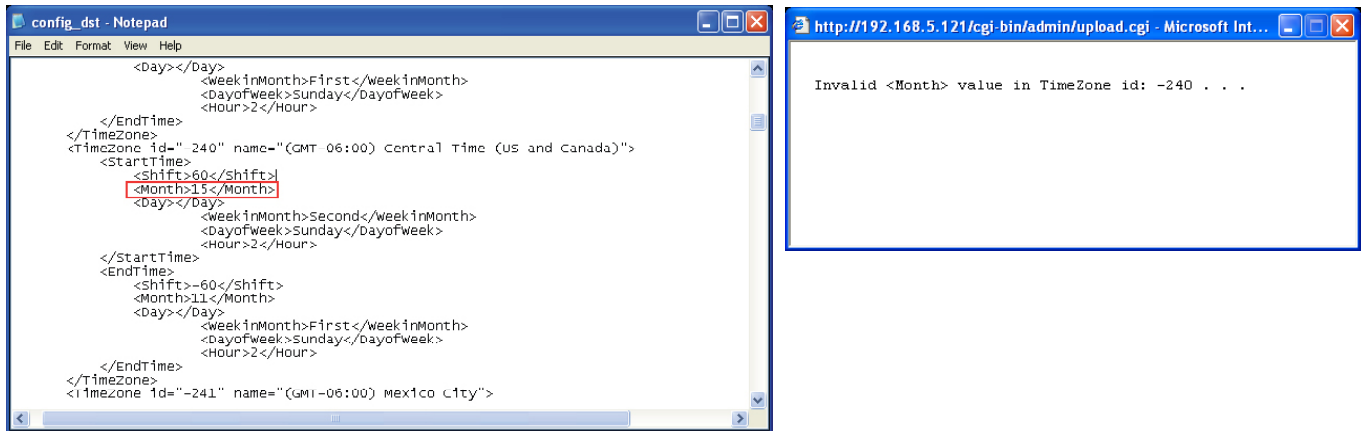 config_dst - Notepad
File Edit Format View Help
<Day></Day>
<WeekinMonth>First</WeekinMonth>
<DayofWeek>Sunday</DayofWeek>
<Hour>2</Hour>
</EndTime>
</TimeZone>
<TimeZone id="-240" name="(GMT-06:00) Central Time (US and Canada)">
<StartTime>
<Shift>60</Shift>
<Month>15</Month>
<Day></Day>
<WeekinMonth>Second</WeekinMonth>
<DayofWeek>Sunday</DayofWeek>
<Hour>2</Hour>
</StartTime>
<EndTime>
<Shift>-60</Shift>
<Month>11</Month>
<Day></Day>
<WeekinMonth>First</WeekinMonth>
<DayofWeek>Sunday</DayofWeek>
<Hour>2</Hour>
</EndTime>
</TimeZone>
<TimeZone id="-241" name="(GMT-06:00) Mexico City">
http://192.168.5.121/cgi-bin/admin/upload.cgi - Microsoft Int...
Invalid <Month> value in TimeZone id: -240 . . .